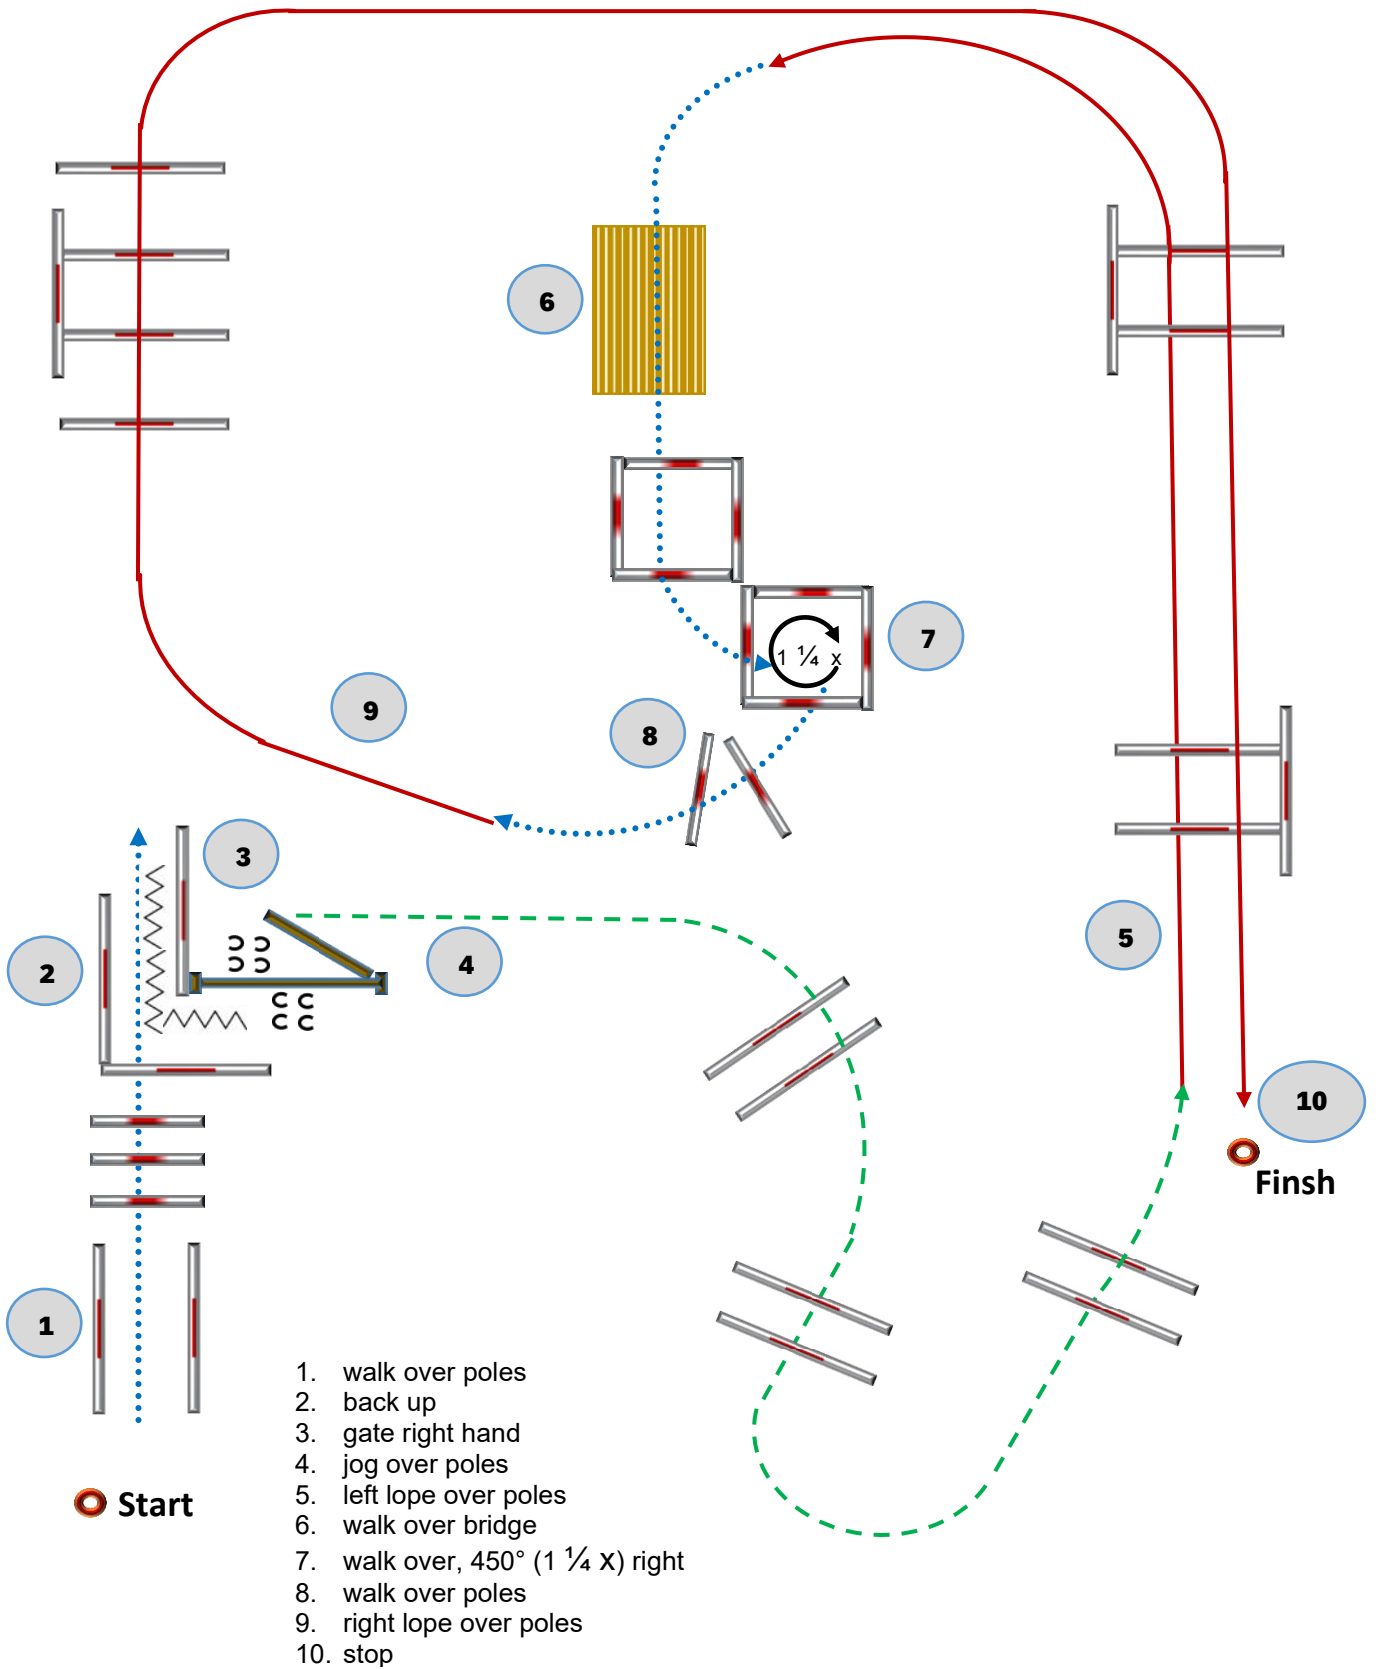 6
7
1 ¼ x
9
8
3
2
4
5
10
Finsh
1
1. walk over poles
2. back up
3. gate right hand
4. jog over poles
5. left lope over poles
6. walk over bridge
7. walk over, 450° (1 ¼ x) right
8. walk over poles
9. right lope over poles
10. stop
Start